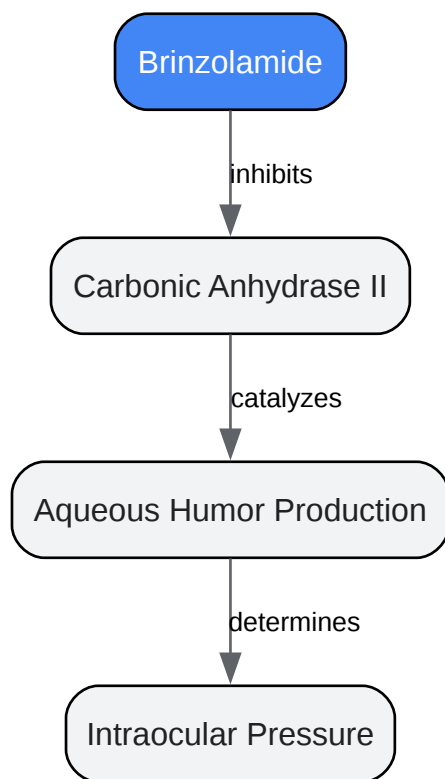 Brinzolamide
inhibits
Carbonic Anhydrase II
catalyzes
Aqueous Humor Production
determines
Intraocular Pressure